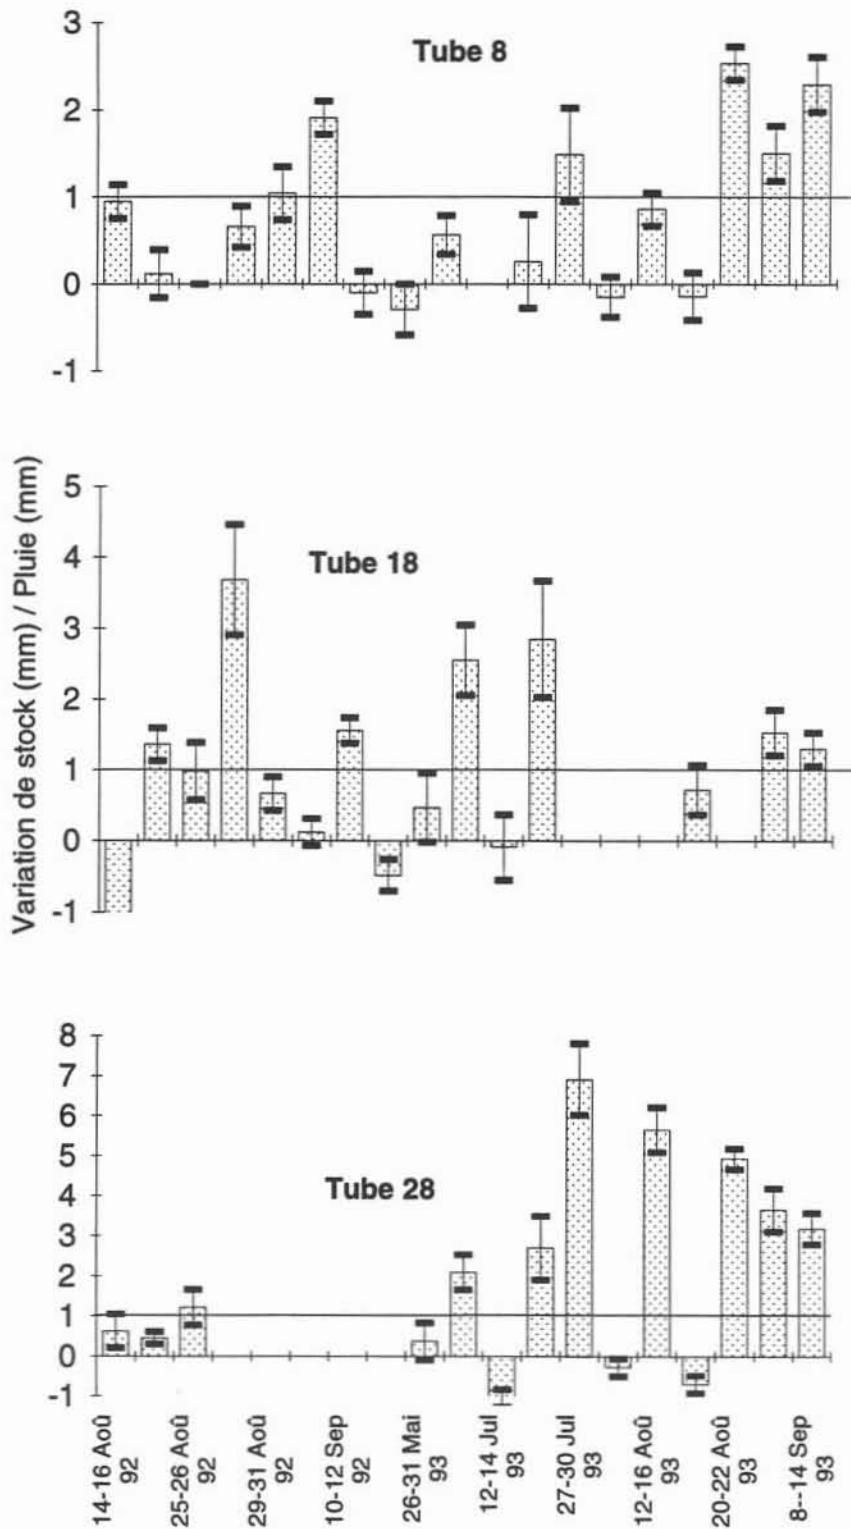 Variation de stock (mm) / Pluie (mm)
Tube 8
3
2
1
0
-1
Tube 18
5
4
3
2
1
0
-1
Tube 28
8
7
6
5
4
3
2
1
0
-1
14-16 Aoû
92
25-26 Aoû
92
29-31 Aoû
92
10-12 Sep
92
26-31 Mai
93
12-14 Jul
93
27-30 Jul
93
12-16 Aoû
93
20-22 Aoû
93
8--14 Sep
93